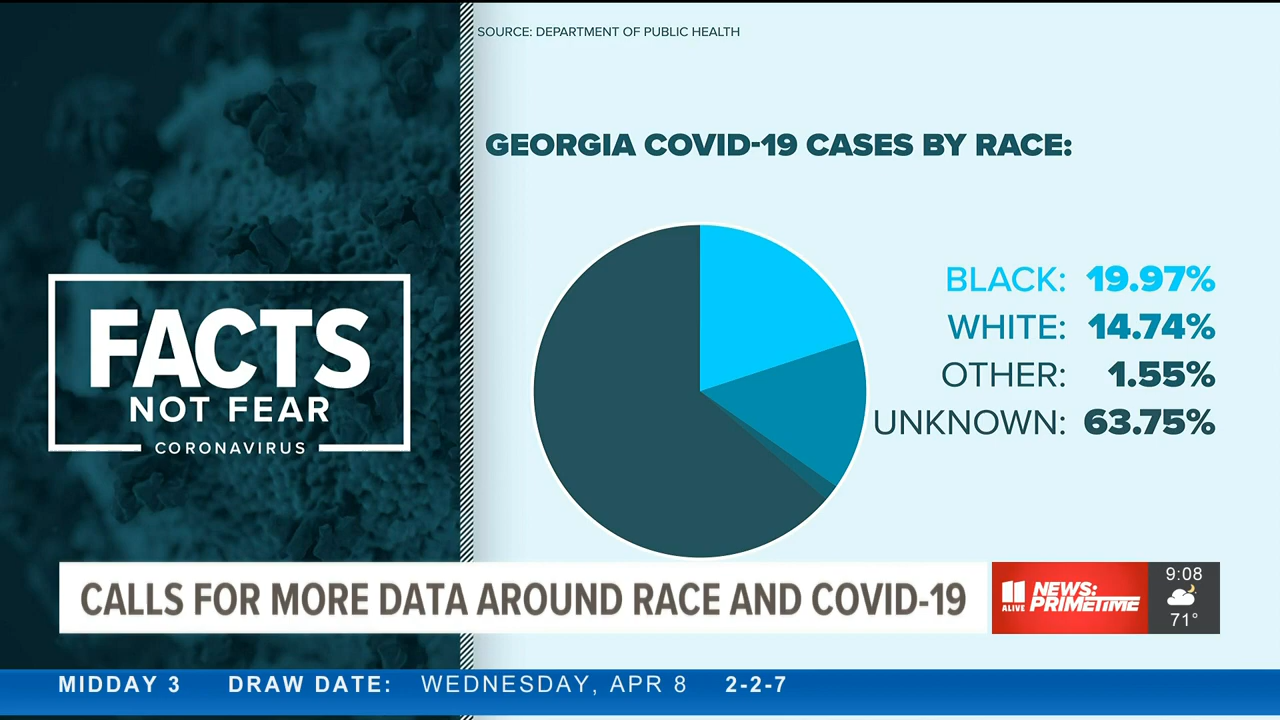 SOURCE: DEPARTMENT OF PUBLIC HEALTH
GEORGIA COVID-19 CASES BY RACE:
BLACK: 19.97%
WHITE: 14.74%
OTHER: 1.55%
UNKNOWN: 63.75%
FACTS
NOT FEAR
CORONAVIRUS
CALLS FOR MORE DATA AROUND RACE AND COVID-19
11 ALIVE
NEWS:
PRIMETIME
9:08
71°
MIDDAY 3 DRAW DATE: WEDNESDAY, APR 8 2-2-7